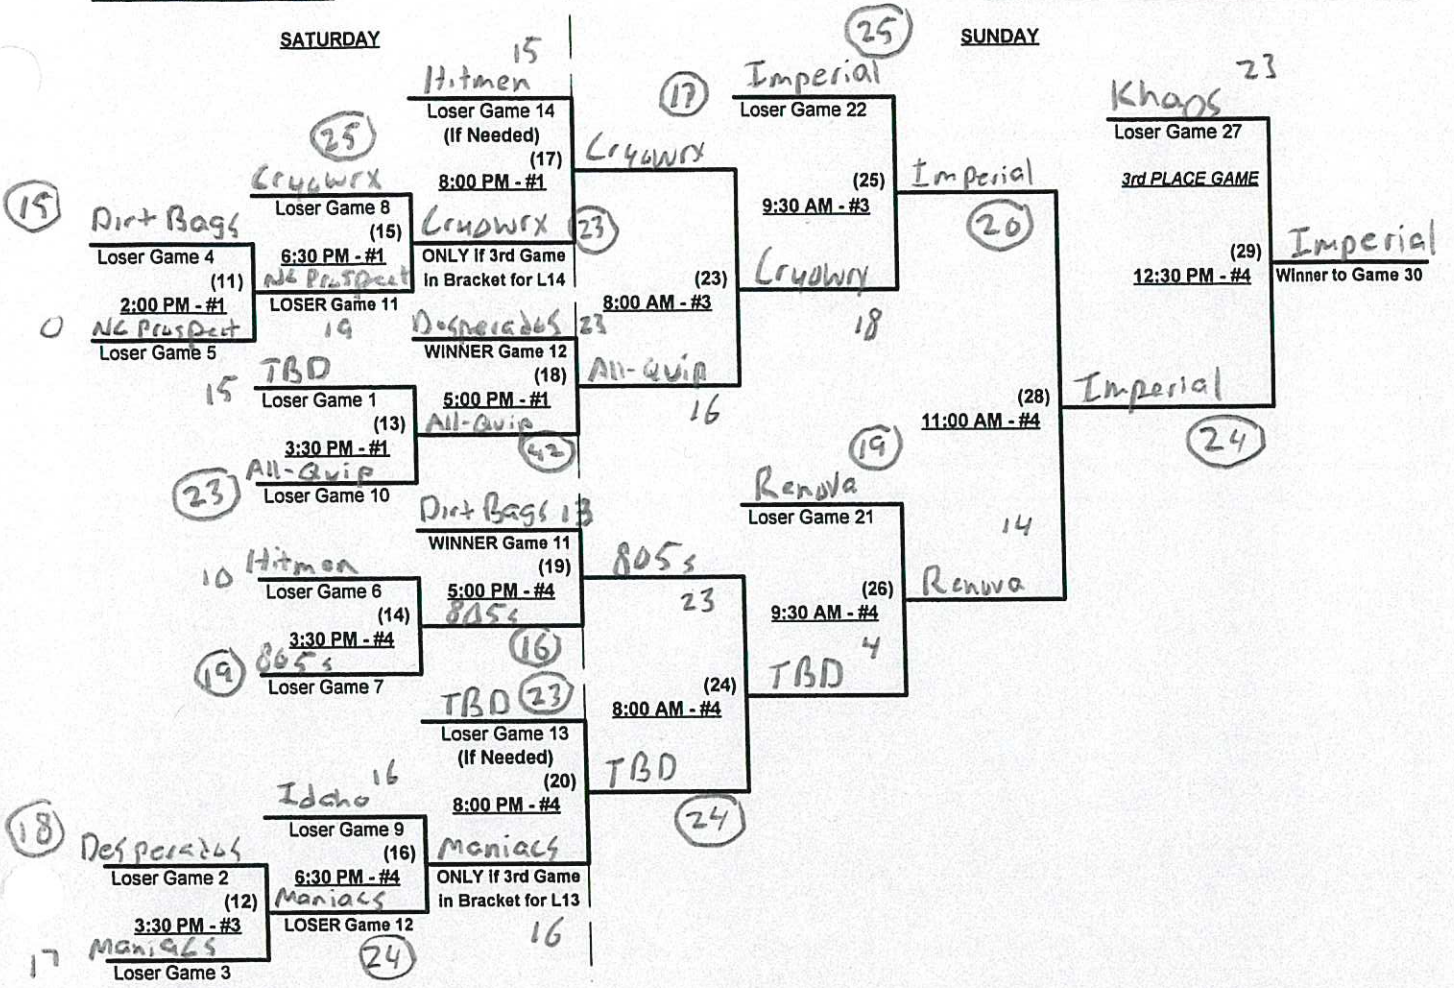 SATURDAY
SUNDAY
15
Hitmen
Loser Game 14
(If Needed)
(17)
8:00 PM - #1
25
Cryowrx
Loser Game 8
(15)
6:30 PM - #1
NC Prospect
LOSER Game 11
19
15
Dirt Bags
Loser Game 4
(11)
2:00 PM - #1
0
NC Prospect
Loser Game 5
Cryowrx
23
ONLY if 3rd Game
in Bracket for L14
Desperados 23
WINNER Game 12
(18)
5:00 PM - #1
All-Quip
42
15
TBD
Loser Game 1
(13)
3:30 PM - #1
23
All-Quip
Loser Game 10
Dirt Bags 13
WINNER Game 11
(19)
5:00 PM - #4
805s
16
10
Hitmen
Loser Game 6
(14)
3:30 PM - #4
19
805s
Loser Game 7
TBD 23
Loser Game 13
(If Needed)
(20)
8:00 PM - #4
Maniacs
ONLY if 3rd Game
in Bracket for L13
16
Idaho
16
Loser Game 9
(16)
6:30 PM - #4
Maniacs
LOSER Game 12
24
18
Desperados
Loser Game 2
(12)
3:30 PM - #3
17
Maniacs
Loser Game 3
17
Cryowrx
(23)
8:00 AM - #3
All-Quip
16
805s
23
(24)
8:00 AM - #4
TBD
24
25
Imperial
Loser Game 22
(25)
9:30 AM - #3
Cryowrx
18
19
Renova
Loser Game 21
(26)
9:30 AM - #4
4
TBD
Imperial
20
(28)
11:00 AM - #4
14
Renova
Khaos
23
Loser Game 27
3rd PLACE GAME
(29)
12:30 PM - #4
Imperial
24
Imperial
Winner to Game 30